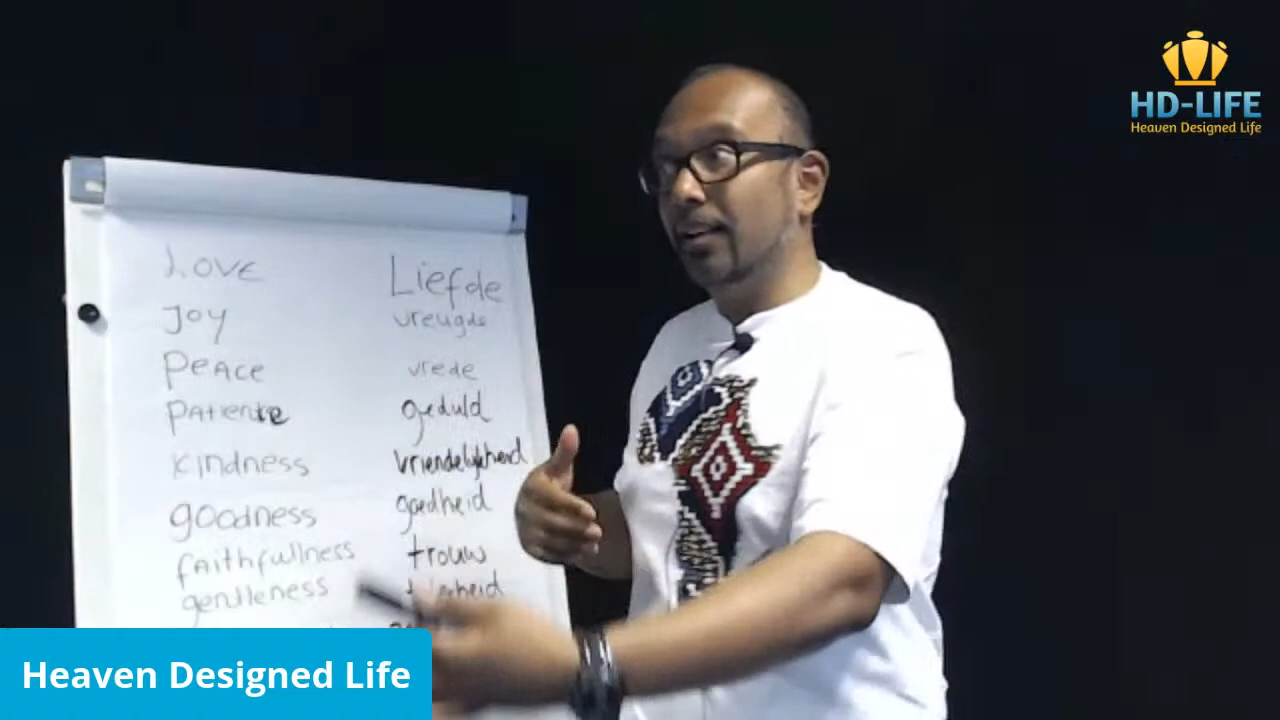 HD-LIFE
Heaven Designed Life
Love Liefde
Joy vreugde
Peace vrede
Patience geduld
kindness vriendelijkheid
goodness goedheid
faithfullness trouw
gentleness
Heaven Designed Life